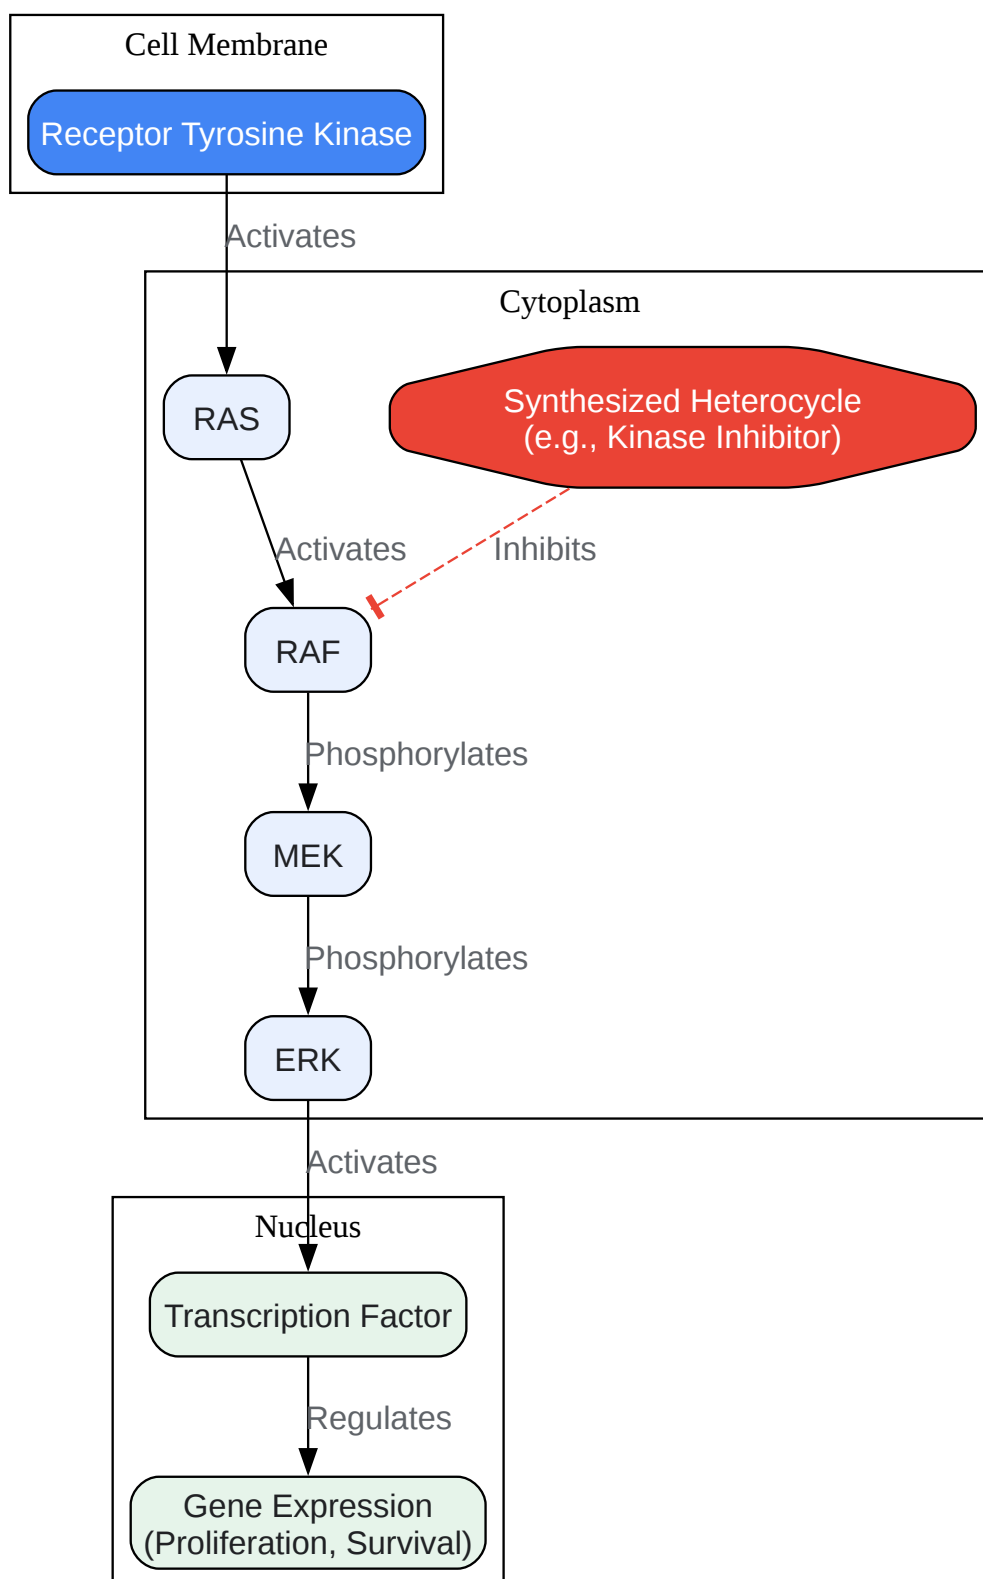 Cell Membrane
Receptor Tyrosine Kinase
Activates
Cytoplasm
RAS
Synthesized Heterocycle
(e.g., Kinase Inhibitor)
Activates
Inhibits
RAF
Phosphorylates
MEK
Phosphorylates
ERK
Activates
Nucleus
Transcription Factor
Regulates
Gene Expression
(Proliferation, Survival)